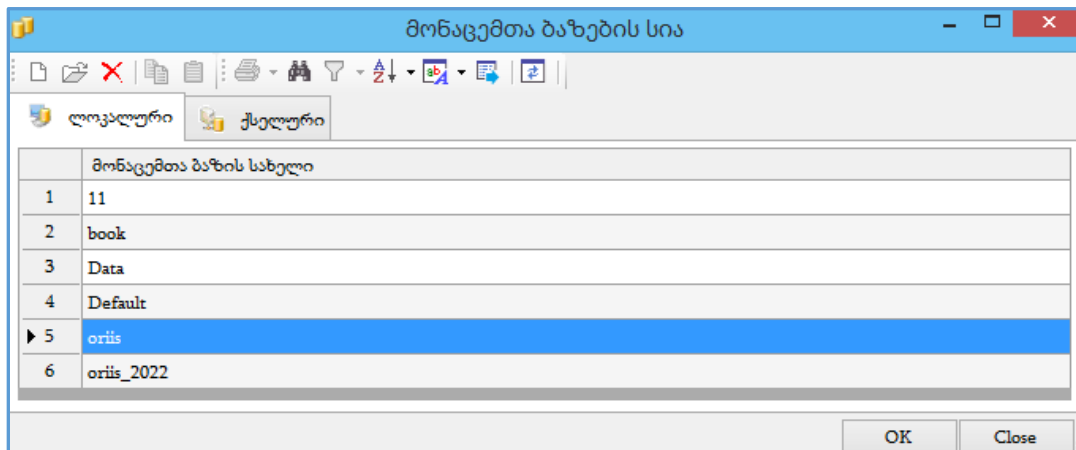 მონაცემთა ბაზების სია
ლოკალური ქსელური
მონაცემთა ბაზის სახელი
1 11
2 book
3 Data
4 Default
5 oriis
6 oriis_2022
OK Close